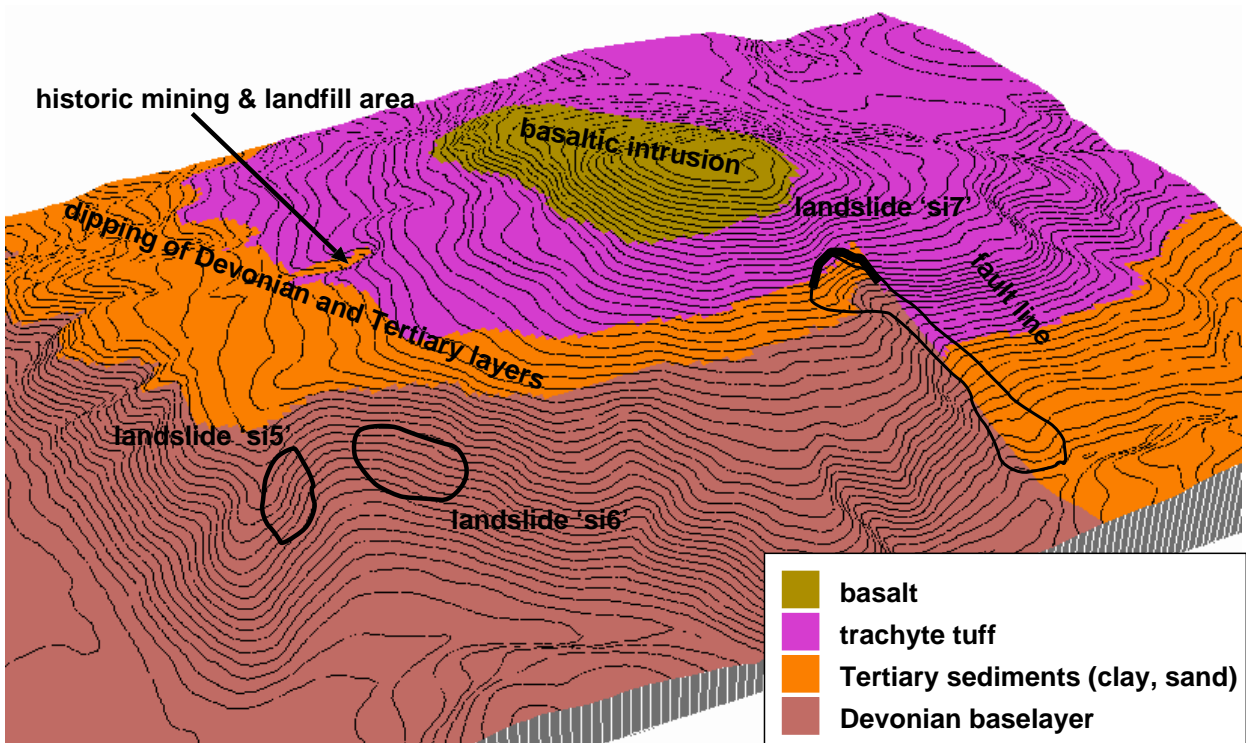 historic mining & landfill area
basaltic intrusion
landslide ‘si7’
dipping of Devonian and Tertiary layers
fault line
landslide ‘si5’
landslide ‘si6’
basalt
trachyte tuff
Tertiary sediments (clay, sand)
Devonian baselayer